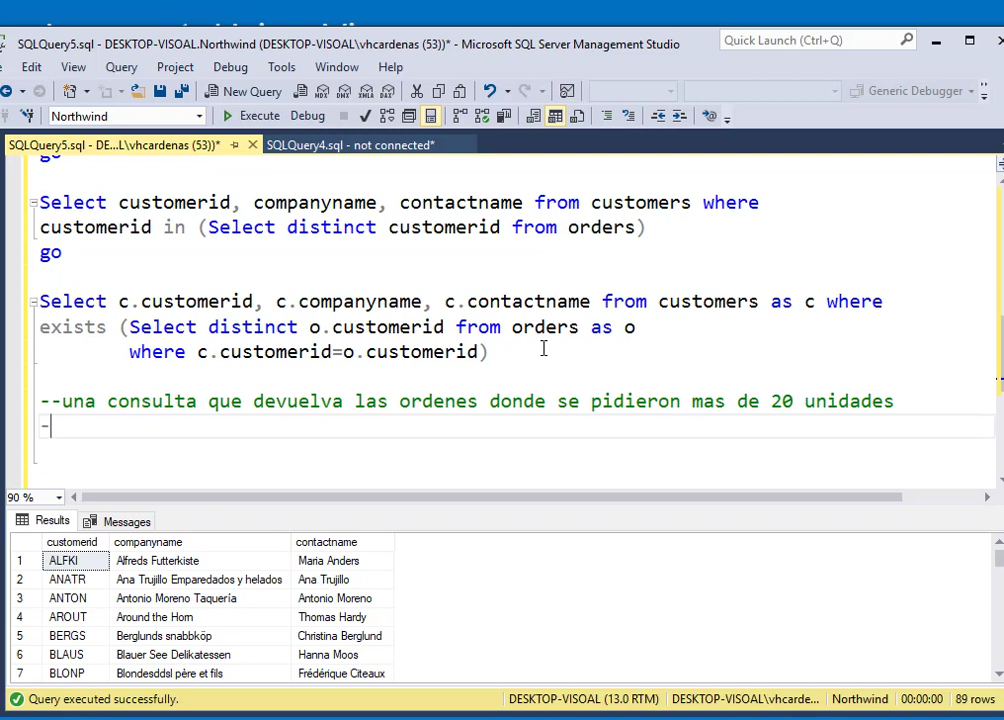 SQLQuery5.sql - DESKTOP-VISOAL.Northwind (DESKTOP-VISOAL\vhcardenas (53))* - Microsoft SQL Server Management Studio
Quick Launch (Ctrl+Q)
Edit View Query Project Debug Tools Window Help
New Query
Generic Debugger
Northwind
Execute Debug
SQLQuery5.sql - DE...L\vhcardenas (53))*
SQLQuery4.sql - not connected*
go
Select customerid, companyname, contactname from customers where
customerid in (Select distinct customerid from orders)
go
Select c.customerid, c.companyname, c.contactname from customers as c where
exists (Select distinct o.customerid from orders as o
where c.customerid=o.customerid)
--una consulta que devuelva las ordenes donde se pidieron mas de 20 unidades
-
90 %
Results Messages
customerid companyname contactname
1 ALFKI Alfreds Futterkiste Maria Anders
2 ANATR Ana Trujillo Emparedados y helados Ana Trujillo
3 ANTON Antonio Moreno Taquería Antonio Moreno
4 AROUT Around the Horn Thomas Hardy
5 BERGS Berglunds snabbköp Christina Berglund
6 BLAUS Blauer See Delikatessen Hanna Moos
7 BLONP Blondesddsl père et fils Frédérique Citeaux
Query executed successfully.
DESKTOP-VISOAL (13.0 RTM)
DESKTOP-VISOAL\vhcarde...
Northwind
00:00:00
89 rows